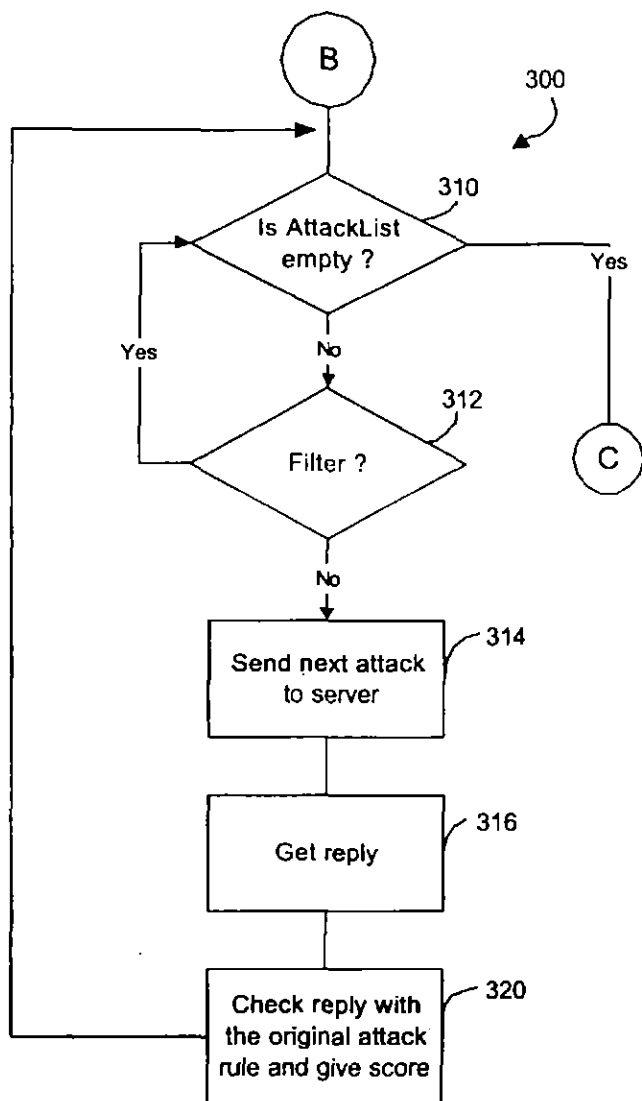 B
300
310
Is AttackList
empty ?
Yes
No
Yes
312
Filter ?
C
No
314
Send next attack
to server
316
Get reply
320
Check reply with
the original attack
rule and give score